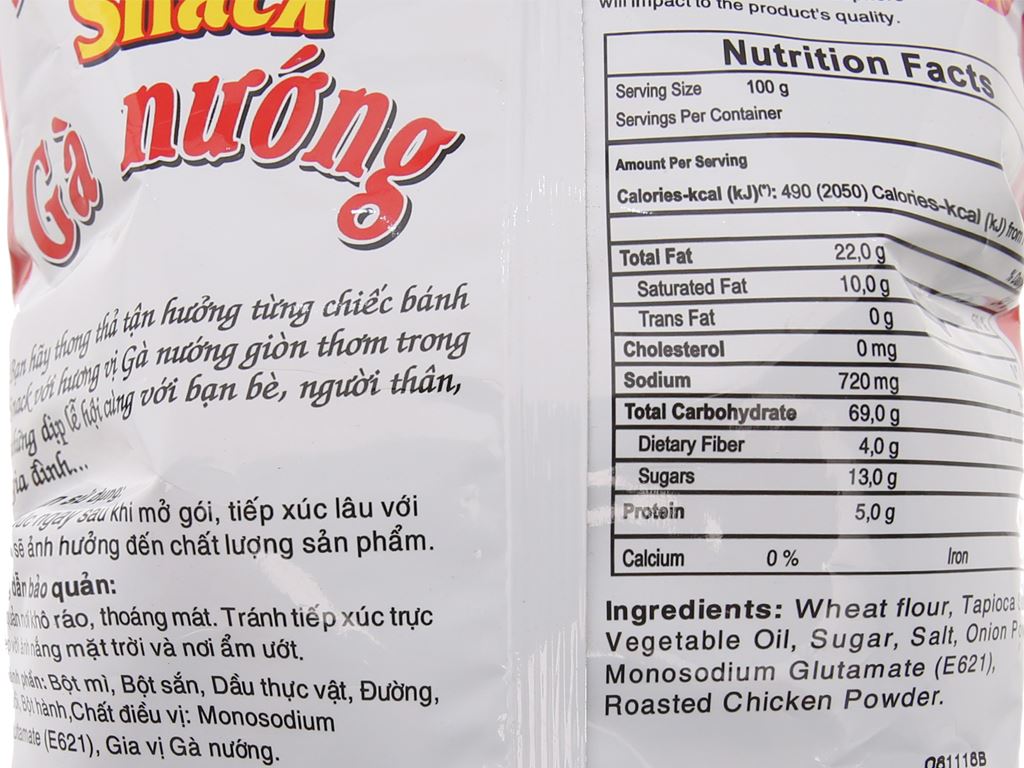 Snack
Gà nướng
Bạn hãy thong thả tận hưởng từng chiếc bánh
với hương vị Gà nướng giòn thơm trong
dịp lễ hội cùng với bạn bè, người thân,
gia đình...
ngay sau khi mở gói, tiếp xúc lâu với
sẽ ảnh hưởng đến chất lượng sản phẩm.
dẫn bảo quản:
khô ráo, thoáng mát. Tránh tiếp xúc trực
nắng mặt trời và nơi ẩm ướt.
phần: Bột mì, Bột sắn, Dầu thực vật, Đường,
Bột hành,Chất điều vị: Monosodium
(E621), Gia vị Gà nướng.
will impact to the product's quality.
Nutrition Facts
Serving Size 100 g
Servings Per Container
Amount Per Serving
Calories-kcal (kJ)(*): 490 (2050) Calories-kcal (kJ) from
Total Fat 22,0 g
Saturated Fat 10,0 g
Trans Fat 0 g
Cholesterol 0 mg
Sodium 720 mg
Total Carbohydrate 69,0 g
Dietary Fiber 4,0 g
Sugars 13,0 g
Protein 5,0 g
Calcium 0 % Iron
Ingredients: Wheat flour, Tapioca
Vegetable Oil, Sugar, Salt, Onion
Monosodium Glutamate (E621),
Roasted Chicken Powder.
081118B